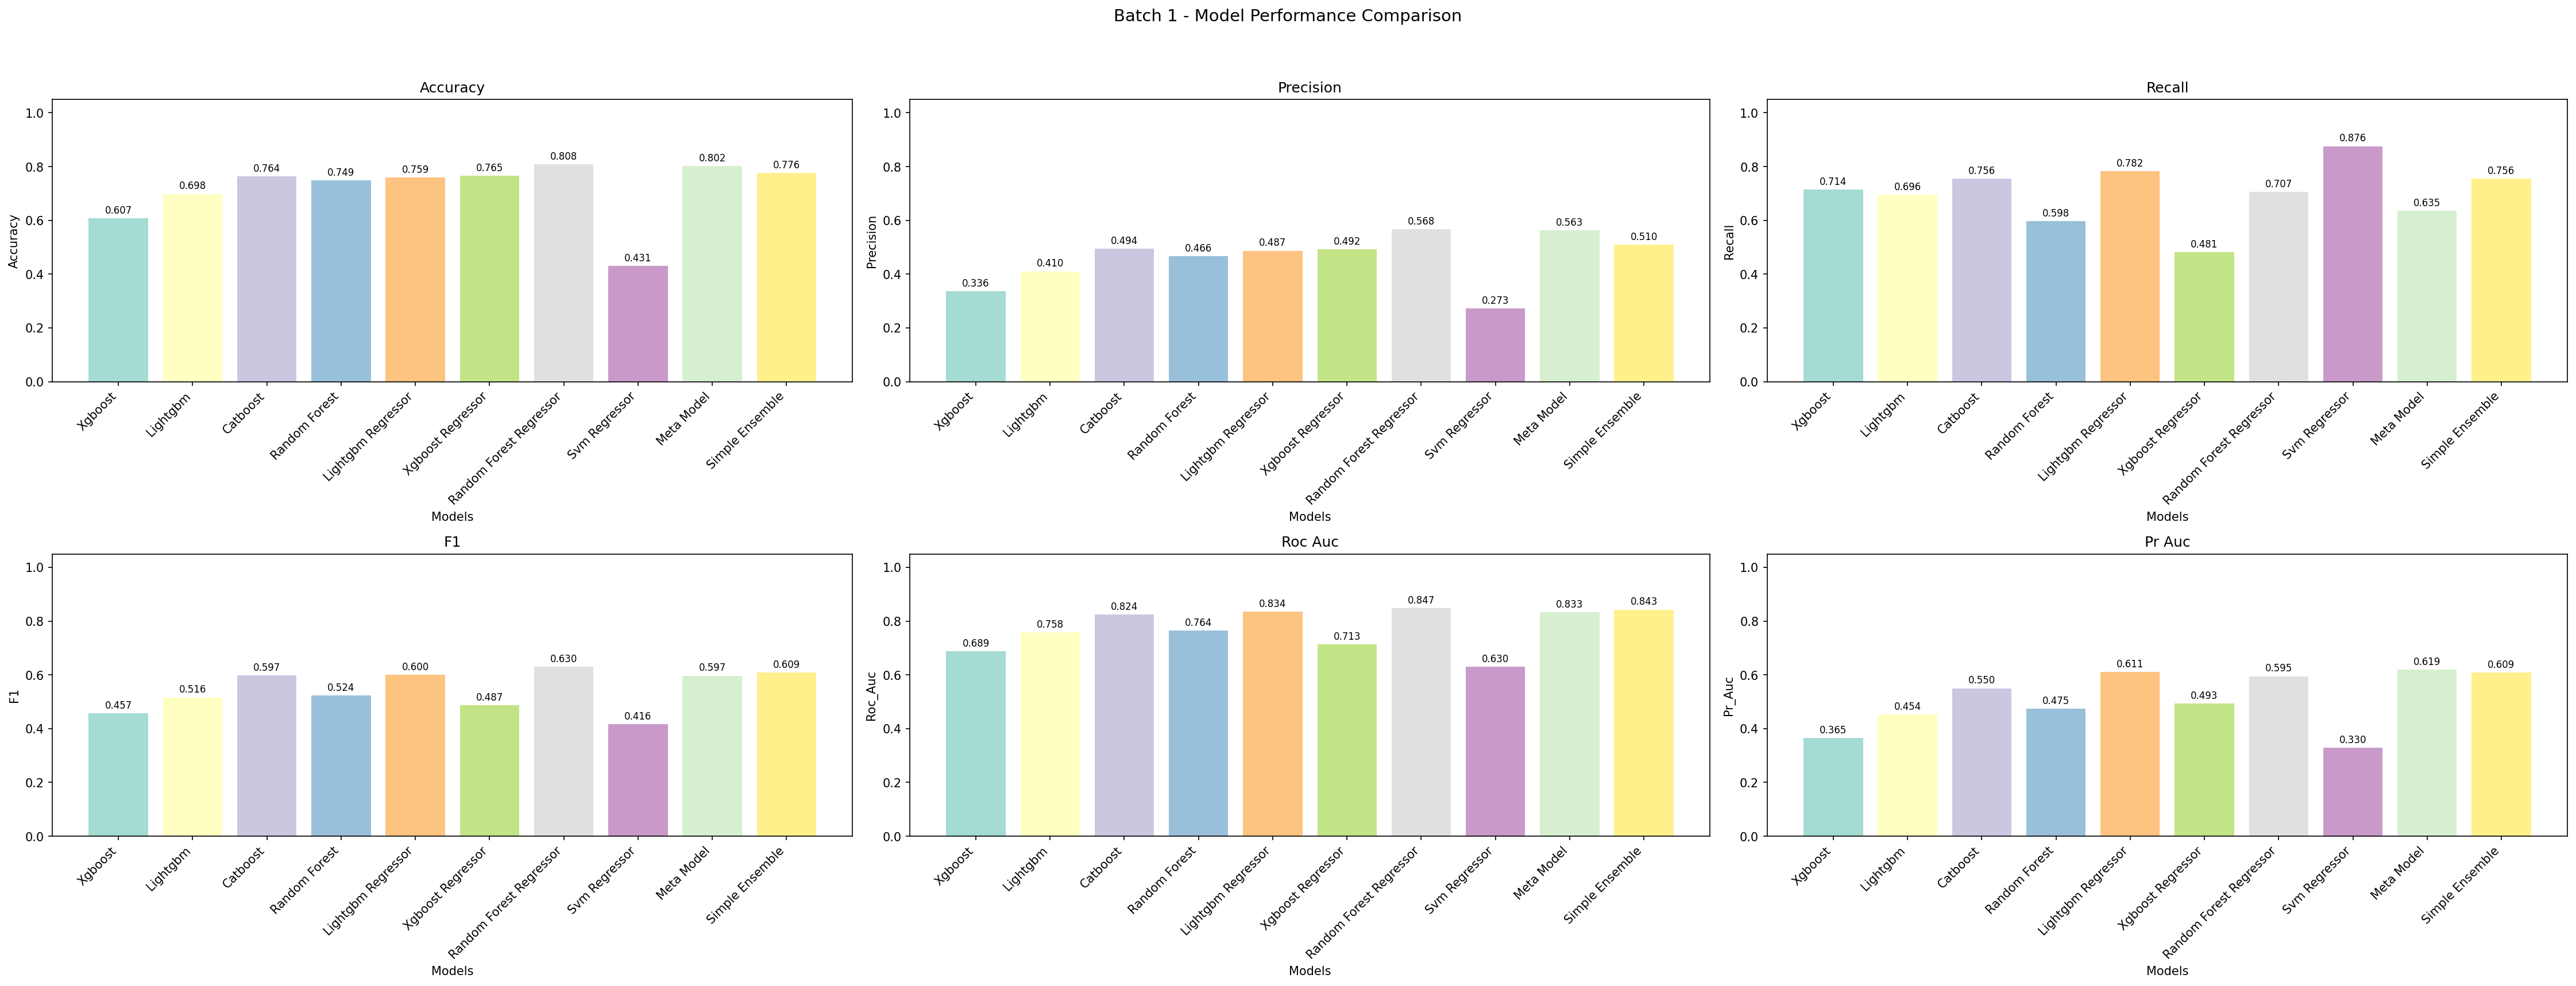 Batch 1 - Model Performance Comparison
Accuracy
Accuracy
1.0
0.8
0.6
0.4
0.2
0.0
0.607
0.698
0.764
0.749
0.759
0.765
0.808
0.431
0.802
0.776
Xgboost
Lightgbm
Catboost
Random Forest
Lightgbm Regressor
Xgboost Regressor
Random Forest Regressor
Svm Regressor
Meta Model
Simple Ensemble
Models
Precision
Precision
1.0
0.8
0.6
0.4
0.2
0.0
0.336
0.410
0.494
0.466
0.487
0.492
0.568
0.273
0.563
0.510
Xgboost
Lightgbm
Catboost
Random Forest
Lightgbm Regressor
Xgboost Regressor
Random Forest Regressor
Svm Regressor
Meta Model
Simple Ensemble
Models
Recall
Recall
1.0
0.8
0.6
0.4
0.2
0.0
0.714
0.696
0.756
0.598
0.782
0.481
0.707
0.876
0.635
0.756
Xgboost
Lightgbm
Catboost
Random Forest
Lightgbm Regressor
Xgboost Regressor
Random Forest Regressor
Svm Regressor
Meta Model
Simple Ensemble
Models
F1
F1
1.0
0.8
0.6
0.4
0.2
0.0
0.457
0.516
0.597
0.524
0.600
0.487
0.630
0.416
0.597
0.609
Xgboost
Lightgbm
Catboost
Random Forest
Lightgbm Regressor
Xgboost Regressor
Random Forest Regressor
Svm Regressor
Meta Model
Simple Ensemble
Models
Roc Auc
Roc_Auc
1.0
0.8
0.6
0.4
0.2
0.0
0.689
0.758
0.824
0.764
0.834
0.713
0.847
0.630
0.833
0.843
Xgboost
Lightgbm
Catboost
Random Forest
Lightgbm Regressor
Xgboost Regressor
Random Forest Regressor
Svm Regressor
Meta Model
Simple Ensemble
Models
Pr Auc
Pr_Auc
1.0
0.8
0.6
0.4
0.2
0.0
0.365
0.454
0.550
0.475
0.611
0.493
0.595
0.330
0.619
0.609
Xgboost
Lightgbm
Catboost
Random Forest
Lightgbm Regressor
Xgboost Regressor
Random Forest Regressor
Svm Regressor
Meta Model
Simple Ensemble
Models